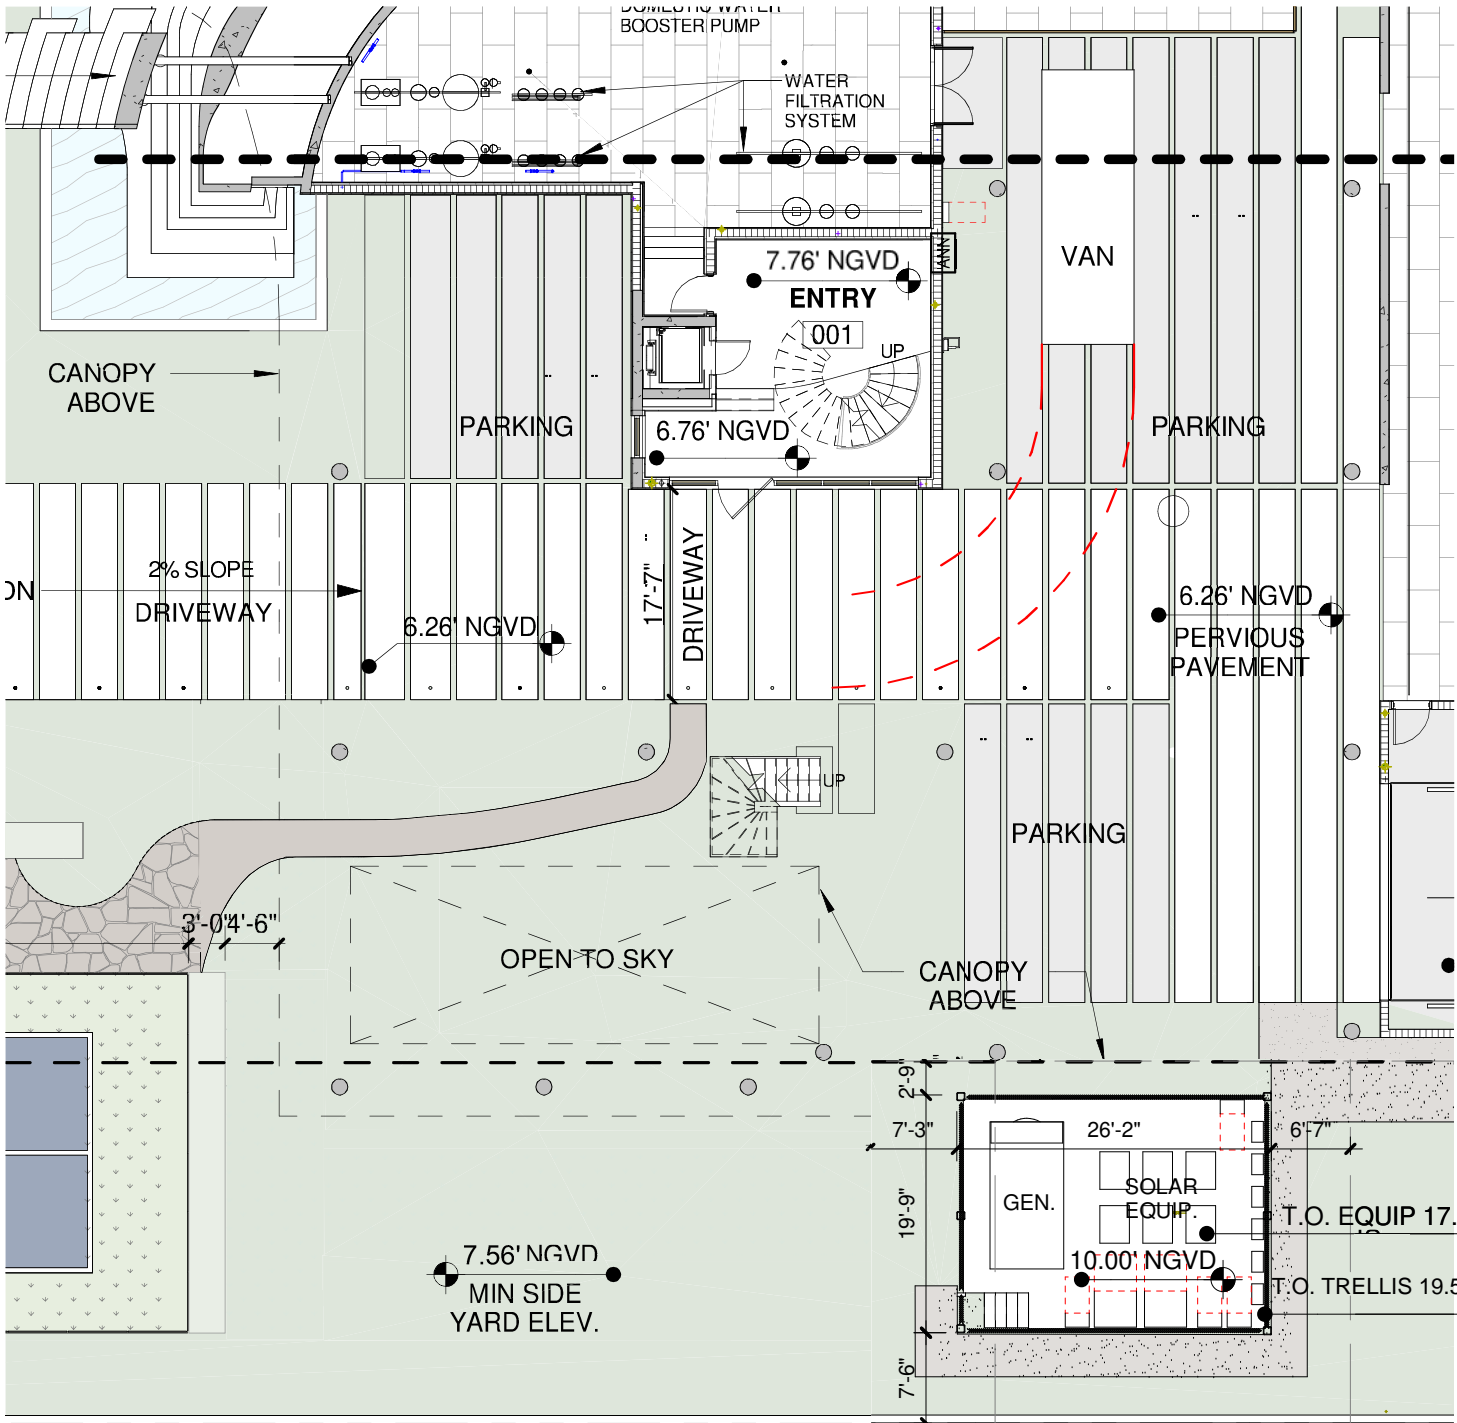 BOOSTER PUMP
WATER
FILTRATION
SYSTEM
VAN
ANN
7.76' NGVD
ENTRY
001
UP
CANOPY
ABOVE
PARKING
6.76' NGVD
PARKING
2% SLOPE
DRIVEWAY
6.26' NGVD
17'-7"
DRIVEWAY
6.26' NGVD
PERVIOUS
PAVEMENT
UP
PARKING
3'-0"
4'-6"
OPEN TO SKY
CANOPY
ABOVE
2'-9"
7'-3"
26'-2"
6'-7"
GEN.
SOLAR
EQUIP.
19'-9"
T.O. EQUIP 17.
10.00' NGVD
T.O. TRELLIS 19.5
7.56' NGVD
MIN SIDE
YARD ELEV.
7'-6"